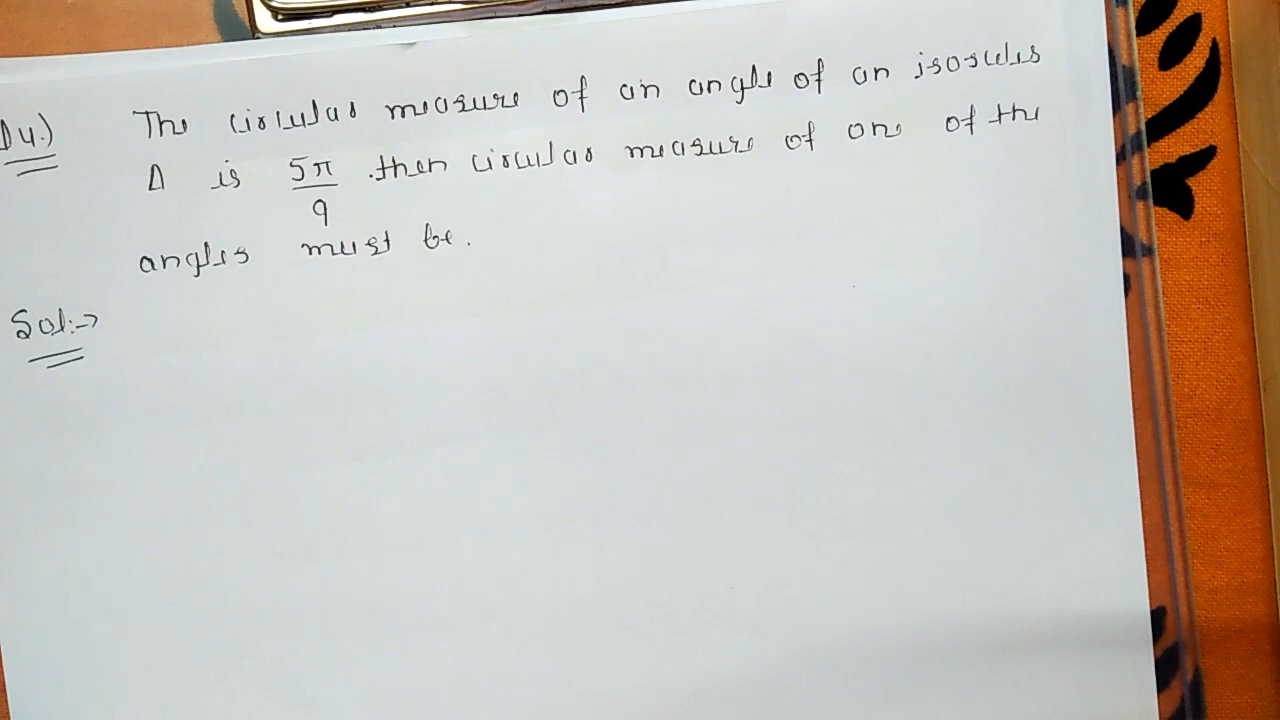 Q4.) The circular measure of an angle of an isosceles
Δ is 5π/9 .then circular measure of one of the
angles must be.
Sol:→